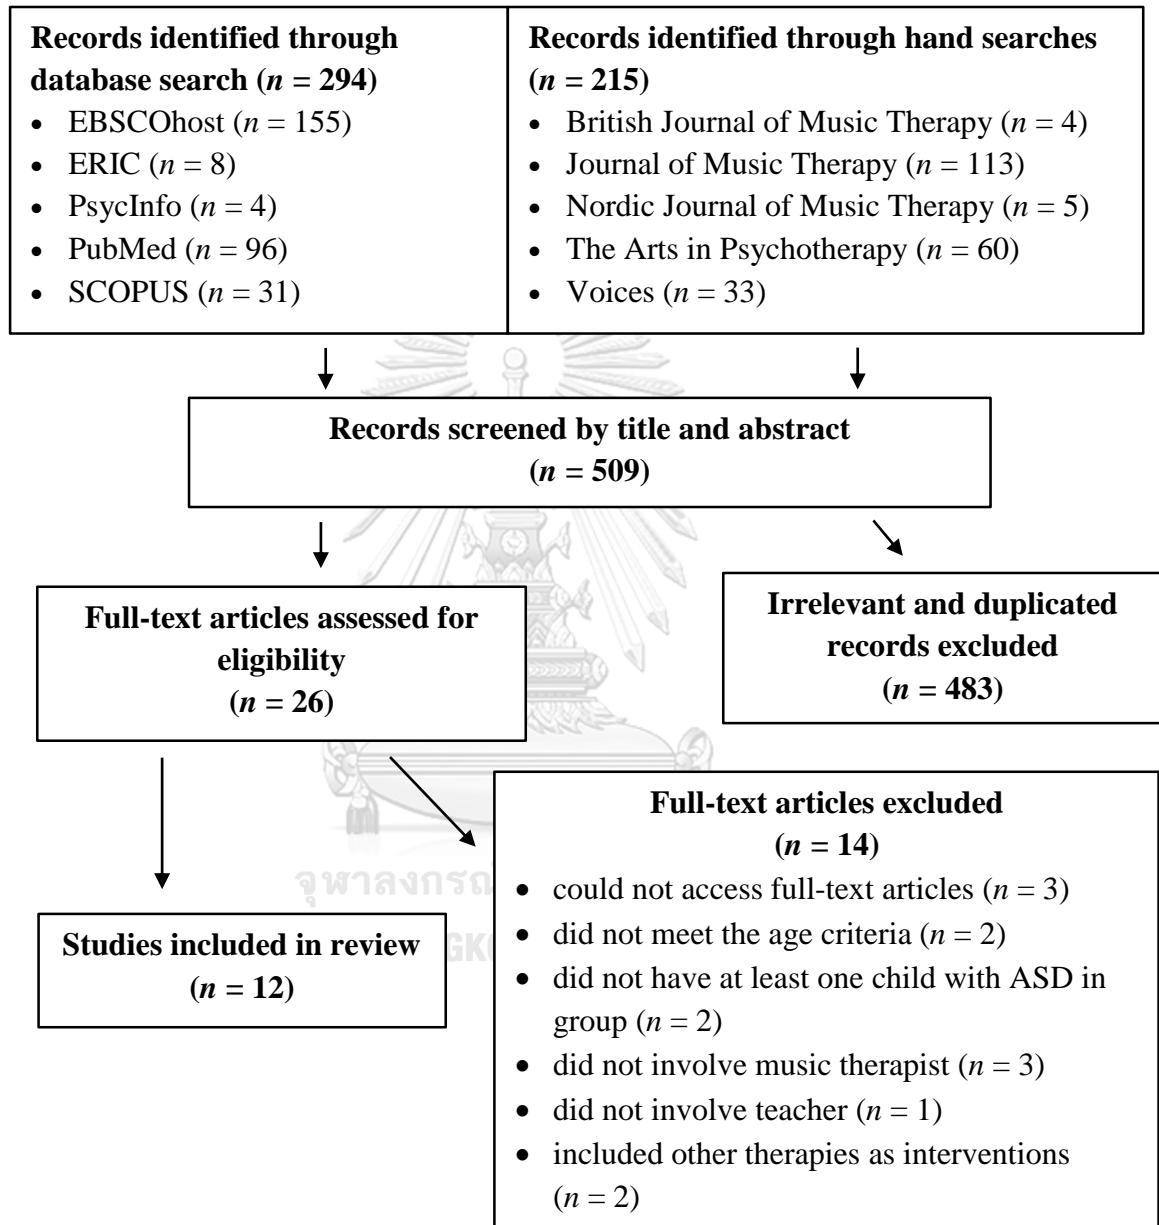 Records identified through
database search (n = 294)
• EBSCOhost (n = 155)
• ERIC (n = 8)
• PsycInfo (n = 4)
• PubMed (n = 96)
• SCOPUS (n = 31)
Records identified through hand searches
(n = 215)
• British Journal of Music Therapy (n = 4)
• Journal of Music Therapy (n = 113)
• Nordic Journal of Music Therapy (n = 5)
• The Arts in Psychotherapy (n = 60)
• Voices (n = 33)
Records screened by title and abstract
(n = 509)
Full-text articles assessed for
eligibility
(n = 26)
Irrelevant and duplicated
records excluded
(n = 483)
Full-text articles excluded
(n = 14)
• could not access full-text articles (n = 3)
• did not meet the age criteria (n = 2)
• did not have at least one child with ASD in
group (n = 2)
• did not involve music therapist (n = 3)
• did not involve teacher (n = 1)
• included other therapies as interventions
(n = 2)
Studies included in review
(n = 12)